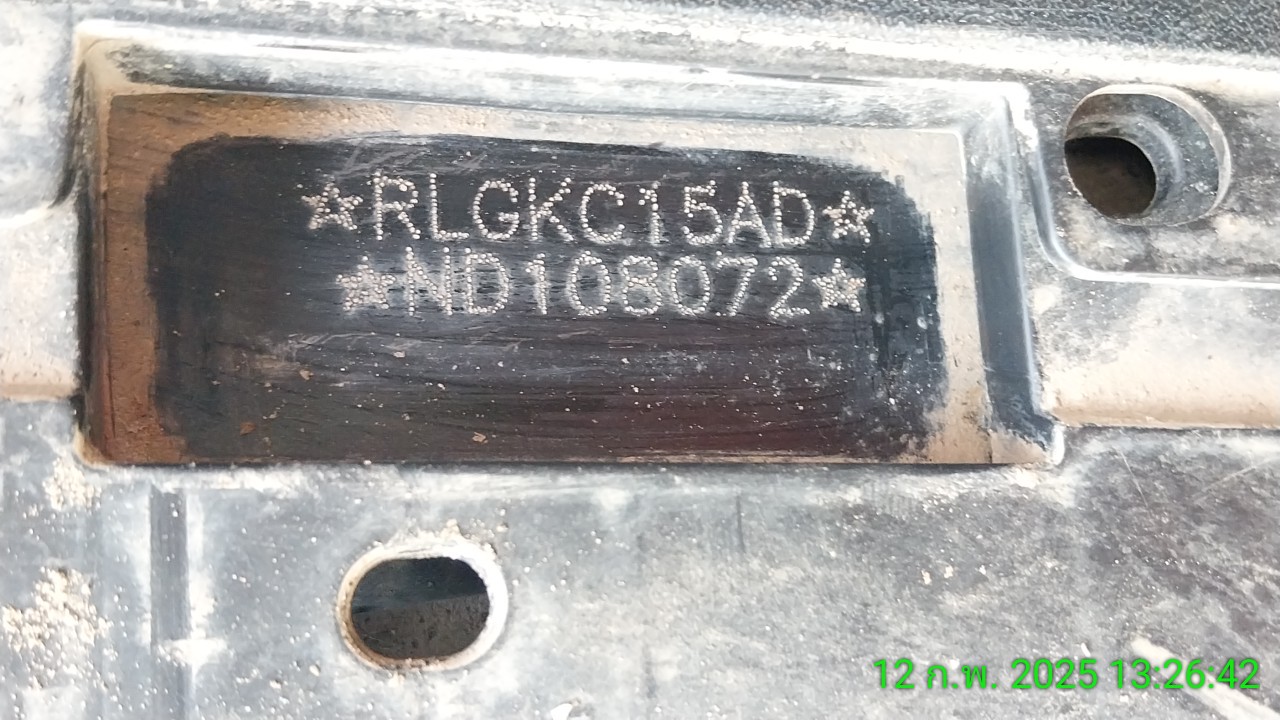 ☆RLGKC15AD☆
☆ND108072☆
12 ก.พ. 2025 13:26:42